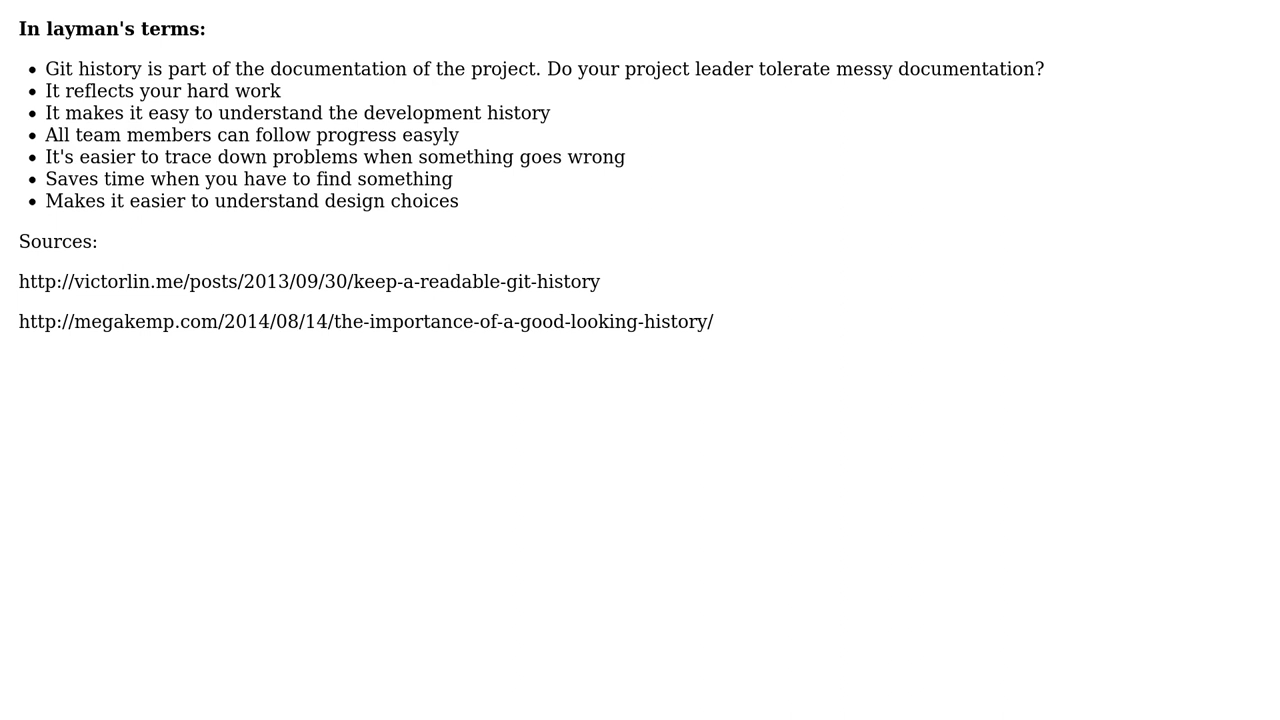 In layman's terms:
Git history is part of the documentation of the project. Do your project leader tolerate messy documentation?
It reflects your hard work
It makes it easy to understand the development history
All team members can follow progress easyly
It's easier to trace down problems when something goes wrong
Saves time when you have to find something
Makes it easier to understand design choices
Sources:
http://victorlin.me/posts/2013/09/30/keep-a-readable-git-history
http://megakemp.com/2014/08/14/the-importance-of-a-good-looking-history/